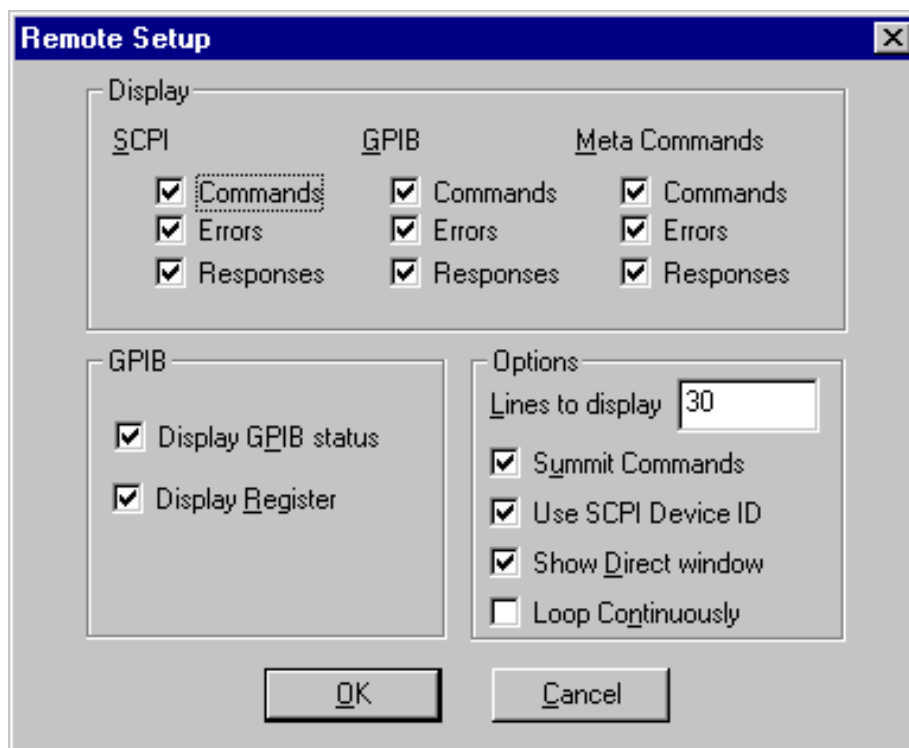 Remote Setup
Display
SCPI GPIB Meta Commands
Commands Commands Commands
Errors Errors Errors
Responses Responses Responses
GPIB
Display GPIB status
Display Register
Options
Lines to display 30
Summit Commands
Use SCPI Device ID
Show Direct window
Loop Continuously
OK Cancel